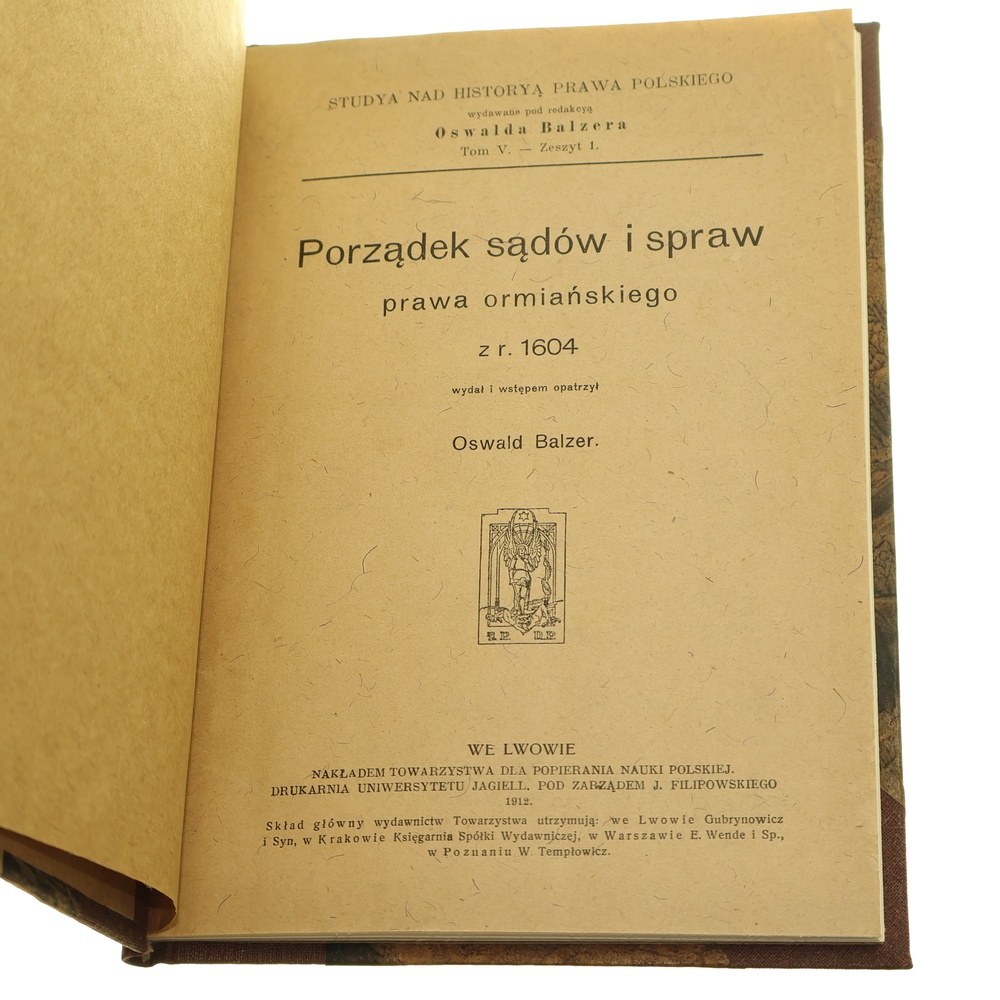 STUDYA NAD HISTORYĄ PRAWA POLSKIEGO
wydawane pod redakcyą
Oswalda Balzera
Tom V. — Zeszyt 1.
Porządek sądów i spraw
prawa ormiańskiego
z r. 1604
wydał i wstępem opatrzył
Oswald Balzer.
WE LWOWIE
NAKŁADEM TOWARZYSTWA DLA POPIERANIA NAUKI POLSKIEJ.
DRUKARNIA UNIWERSYTETU JAGIELL. POD ZARZĄDEM J. FILIPOWSKIEGO
1912.
Skład główny wydawnictw Towarzystwa utrzymują: we Lwowie Gubrynowicz
i Syn, w Krakowie Księgarnia Spółki Wydawniczej, w Warszawie E. Wende i Sp.,
w Poznaniu W. Tempłowicz.